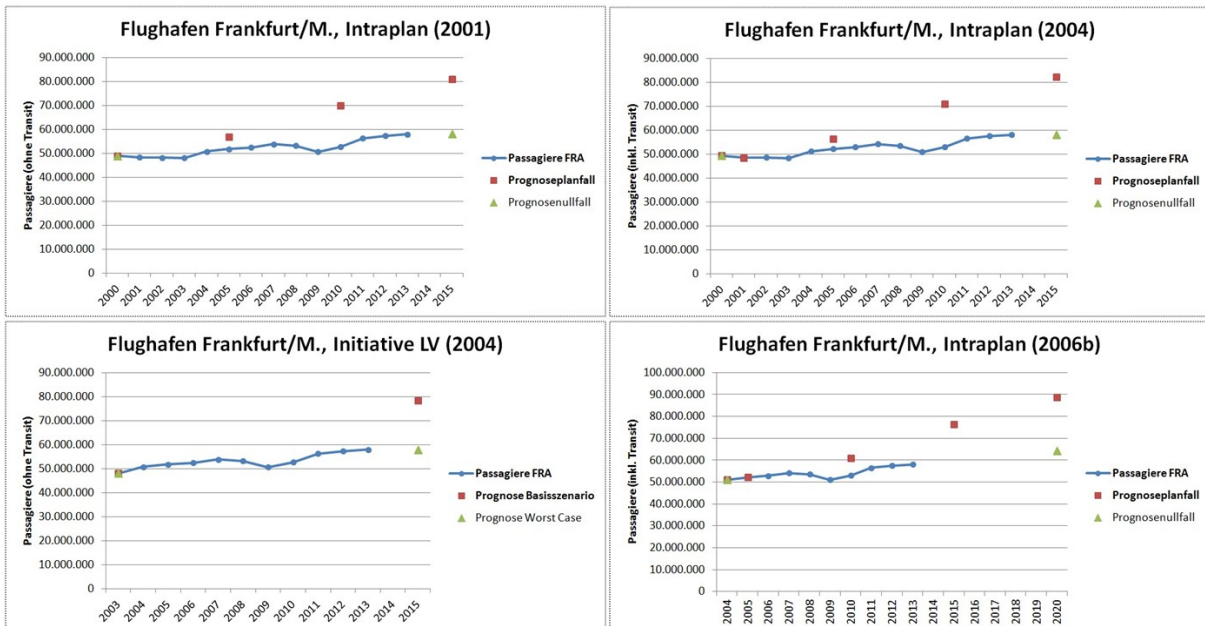 Flughafen Frankfurt/M., Intraplan (2001)
Passagiere (ohne Transit)
90.000.000
80.000.000
70.000.000
60.000.000
50.000.000
40.000.000
30.000.000
20.000.000
10.000.000
0
2000 2001 2002 2003 2004 2005 2006 2007 2008 2009 2010 2011 2012 2013 2014 2015
Passagiere FRA
Prognoseplanfall
Prognosenullfall
Flughafen Frankfurt/M., Intraplan (2004)
Passagiere (inkl. Transit)
90.000.000
80.000.000
70.000.000
60.000.000
50.000.000
40.000.000
30.000.000
20.000.000
10.000.000
0
2000 2001 2002 2003 2004 2005 2006 2007 2008 2009 2010 2011 2012 2013 2014 2015
Passagiere FRA
Prognoseplanfall
Prognosenullfall
Flughafen Frankfurt/M., Initiative LV (2004)
Passagiere (ohne Transit)
90.000.000
80.000.000
70.000.000
60.000.000
50.000.000
40.000.000
30.000.000
20.000.000
10.000.000
0
2003 2004 2005 2006 2007 2008 2009 2010 2011 2012 2013 2014 2015
Passagiere FRA
Prognose Basisszenario
Prognose Worst Case
Flughafen Frankfurt/M., Intraplan (2006b)
Passagiere (inkl. Transit)
100.000.000
90.000.000
80.000.000
70.000.000
60.000.000
50.000.000
40.000.000
30.000.000
20.000.000
10.000.000
0
2004 2005 2006 2007 2008 2009 2010 2011 2012 2013 2014 2015 2016 2017 2018 2019 2020
Passagiere FRA
Prognoseplanfall
Prognosenullfall